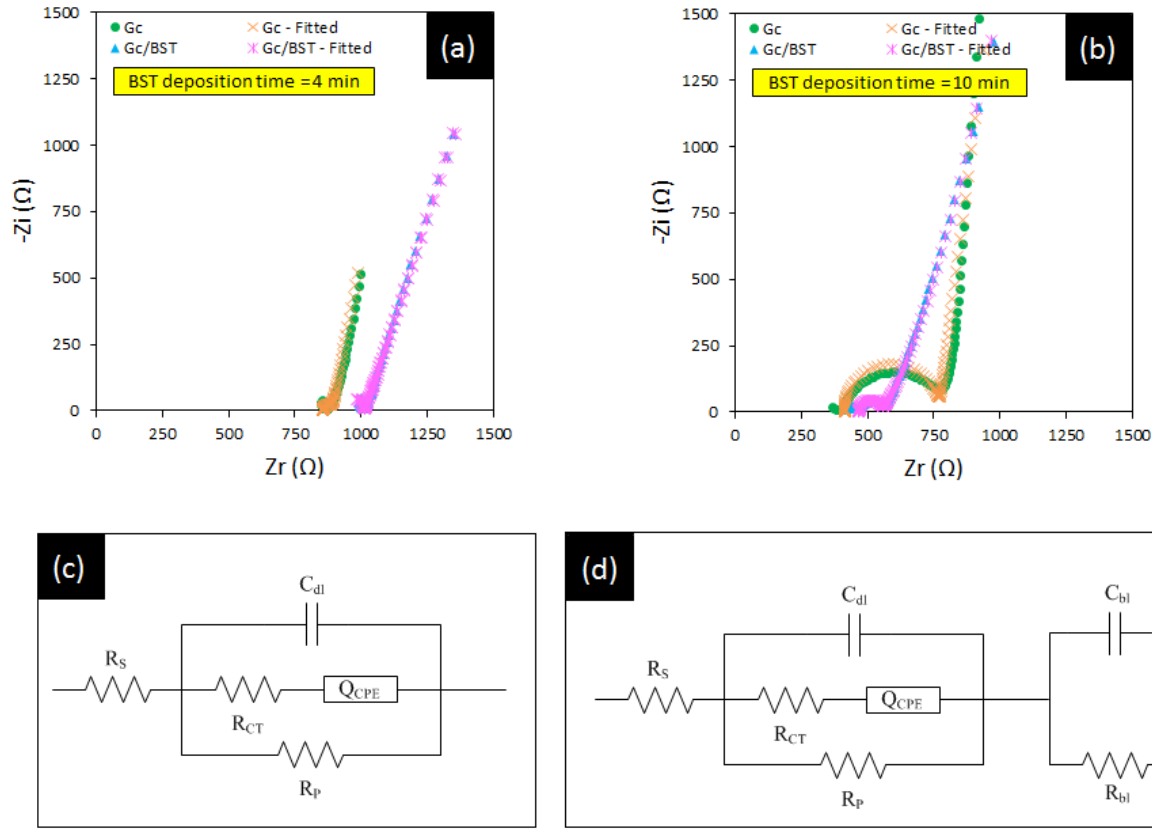 (a)
Gc Gc - Fitted
Gc/BST Gc/BST - Fitted
BST deposition time =4 min
1500
1250
1000
750
500
250
0
-Zi (Ω)
0 250 500 750 1000 1250 1500
Zr (Ω)
(b)
Gc Gc - Fitted
Gc/BST Gc/BST - Fitted
BST deposition time =10 min
1500
1250
1000
750
500
250
0
-Zi (Ω)
0 250 500 750 1000 1250 1500
Zr (Ω)
(c)
Cdl
RS
QCPE
RCT
RP
(d)
Cdl
Cbl
RS
QCPE
RCT
RP
Rbl